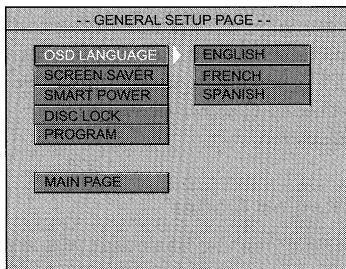 - - GENERAL SETUP PAGE - -
OSD LANGUAGE
SCREEN SAVER
SMART POWER
DISC LOCK
PROGRAM
MAIN PAGE
ENGLISH
FRENCH
SPANISH